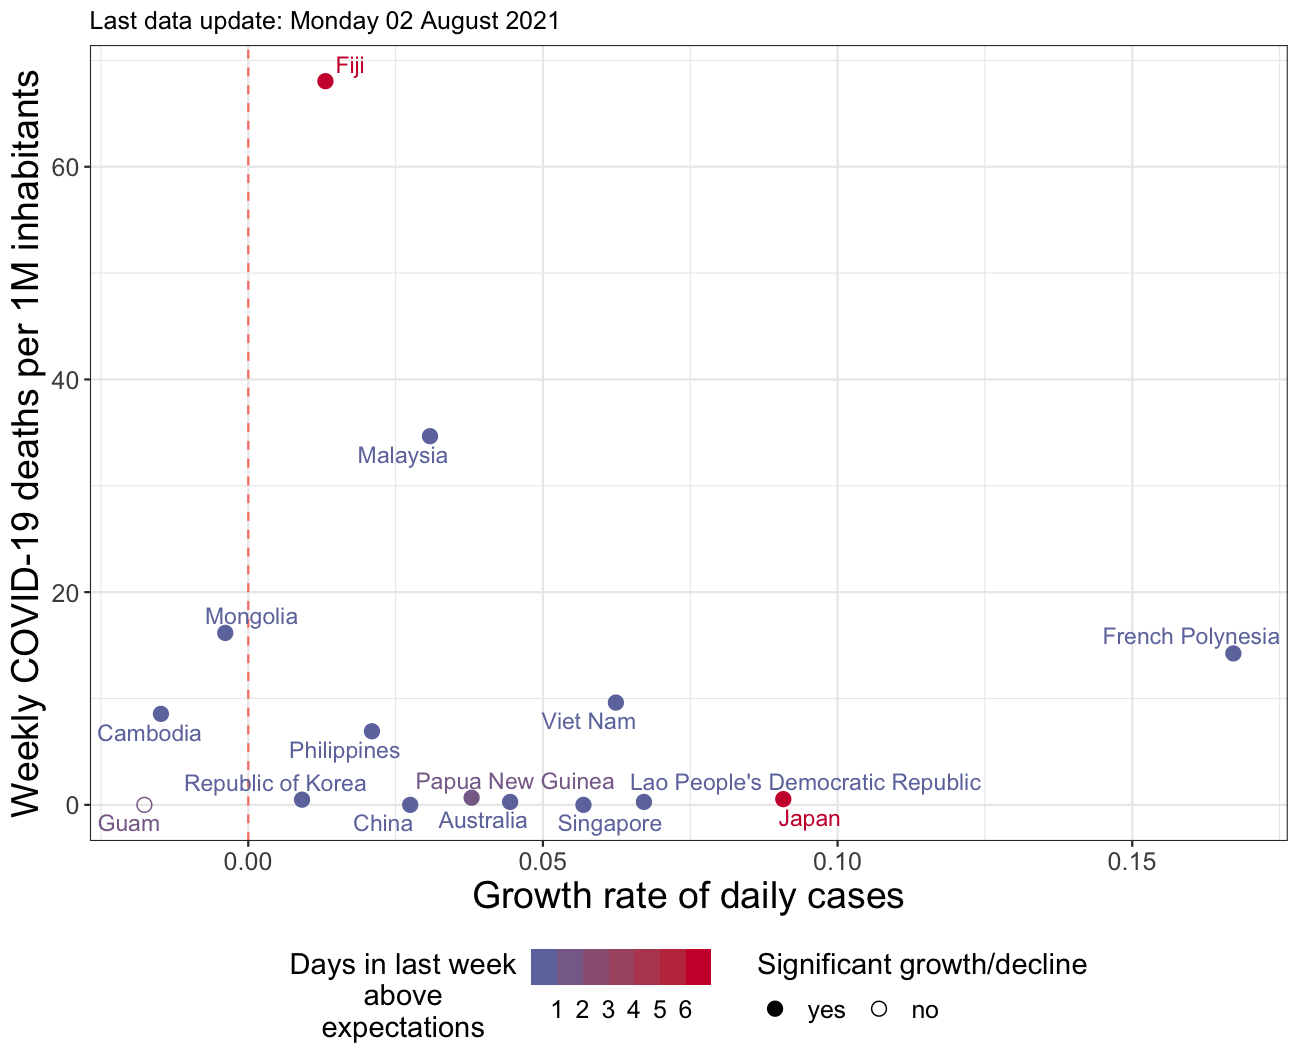 Last data update: Monday 02 August 2021
Weekly COVID-19 deaths per 1M inhabitants
60
40
20
0
Fiji
Malaysia
Mongolia
French Polynesia
Viet Nam
Cambodia
Philippines
Republic of Korea
Papua New Guinea
Lao People's Democratic Republic
Guam
China
Australia
Singapore
Japan
0.00 0.05 0.10 0.15
Growth rate of daily cases
Days in last week
above
expectations
1 2 3 4 5 6
Significant growth/decline
yes no